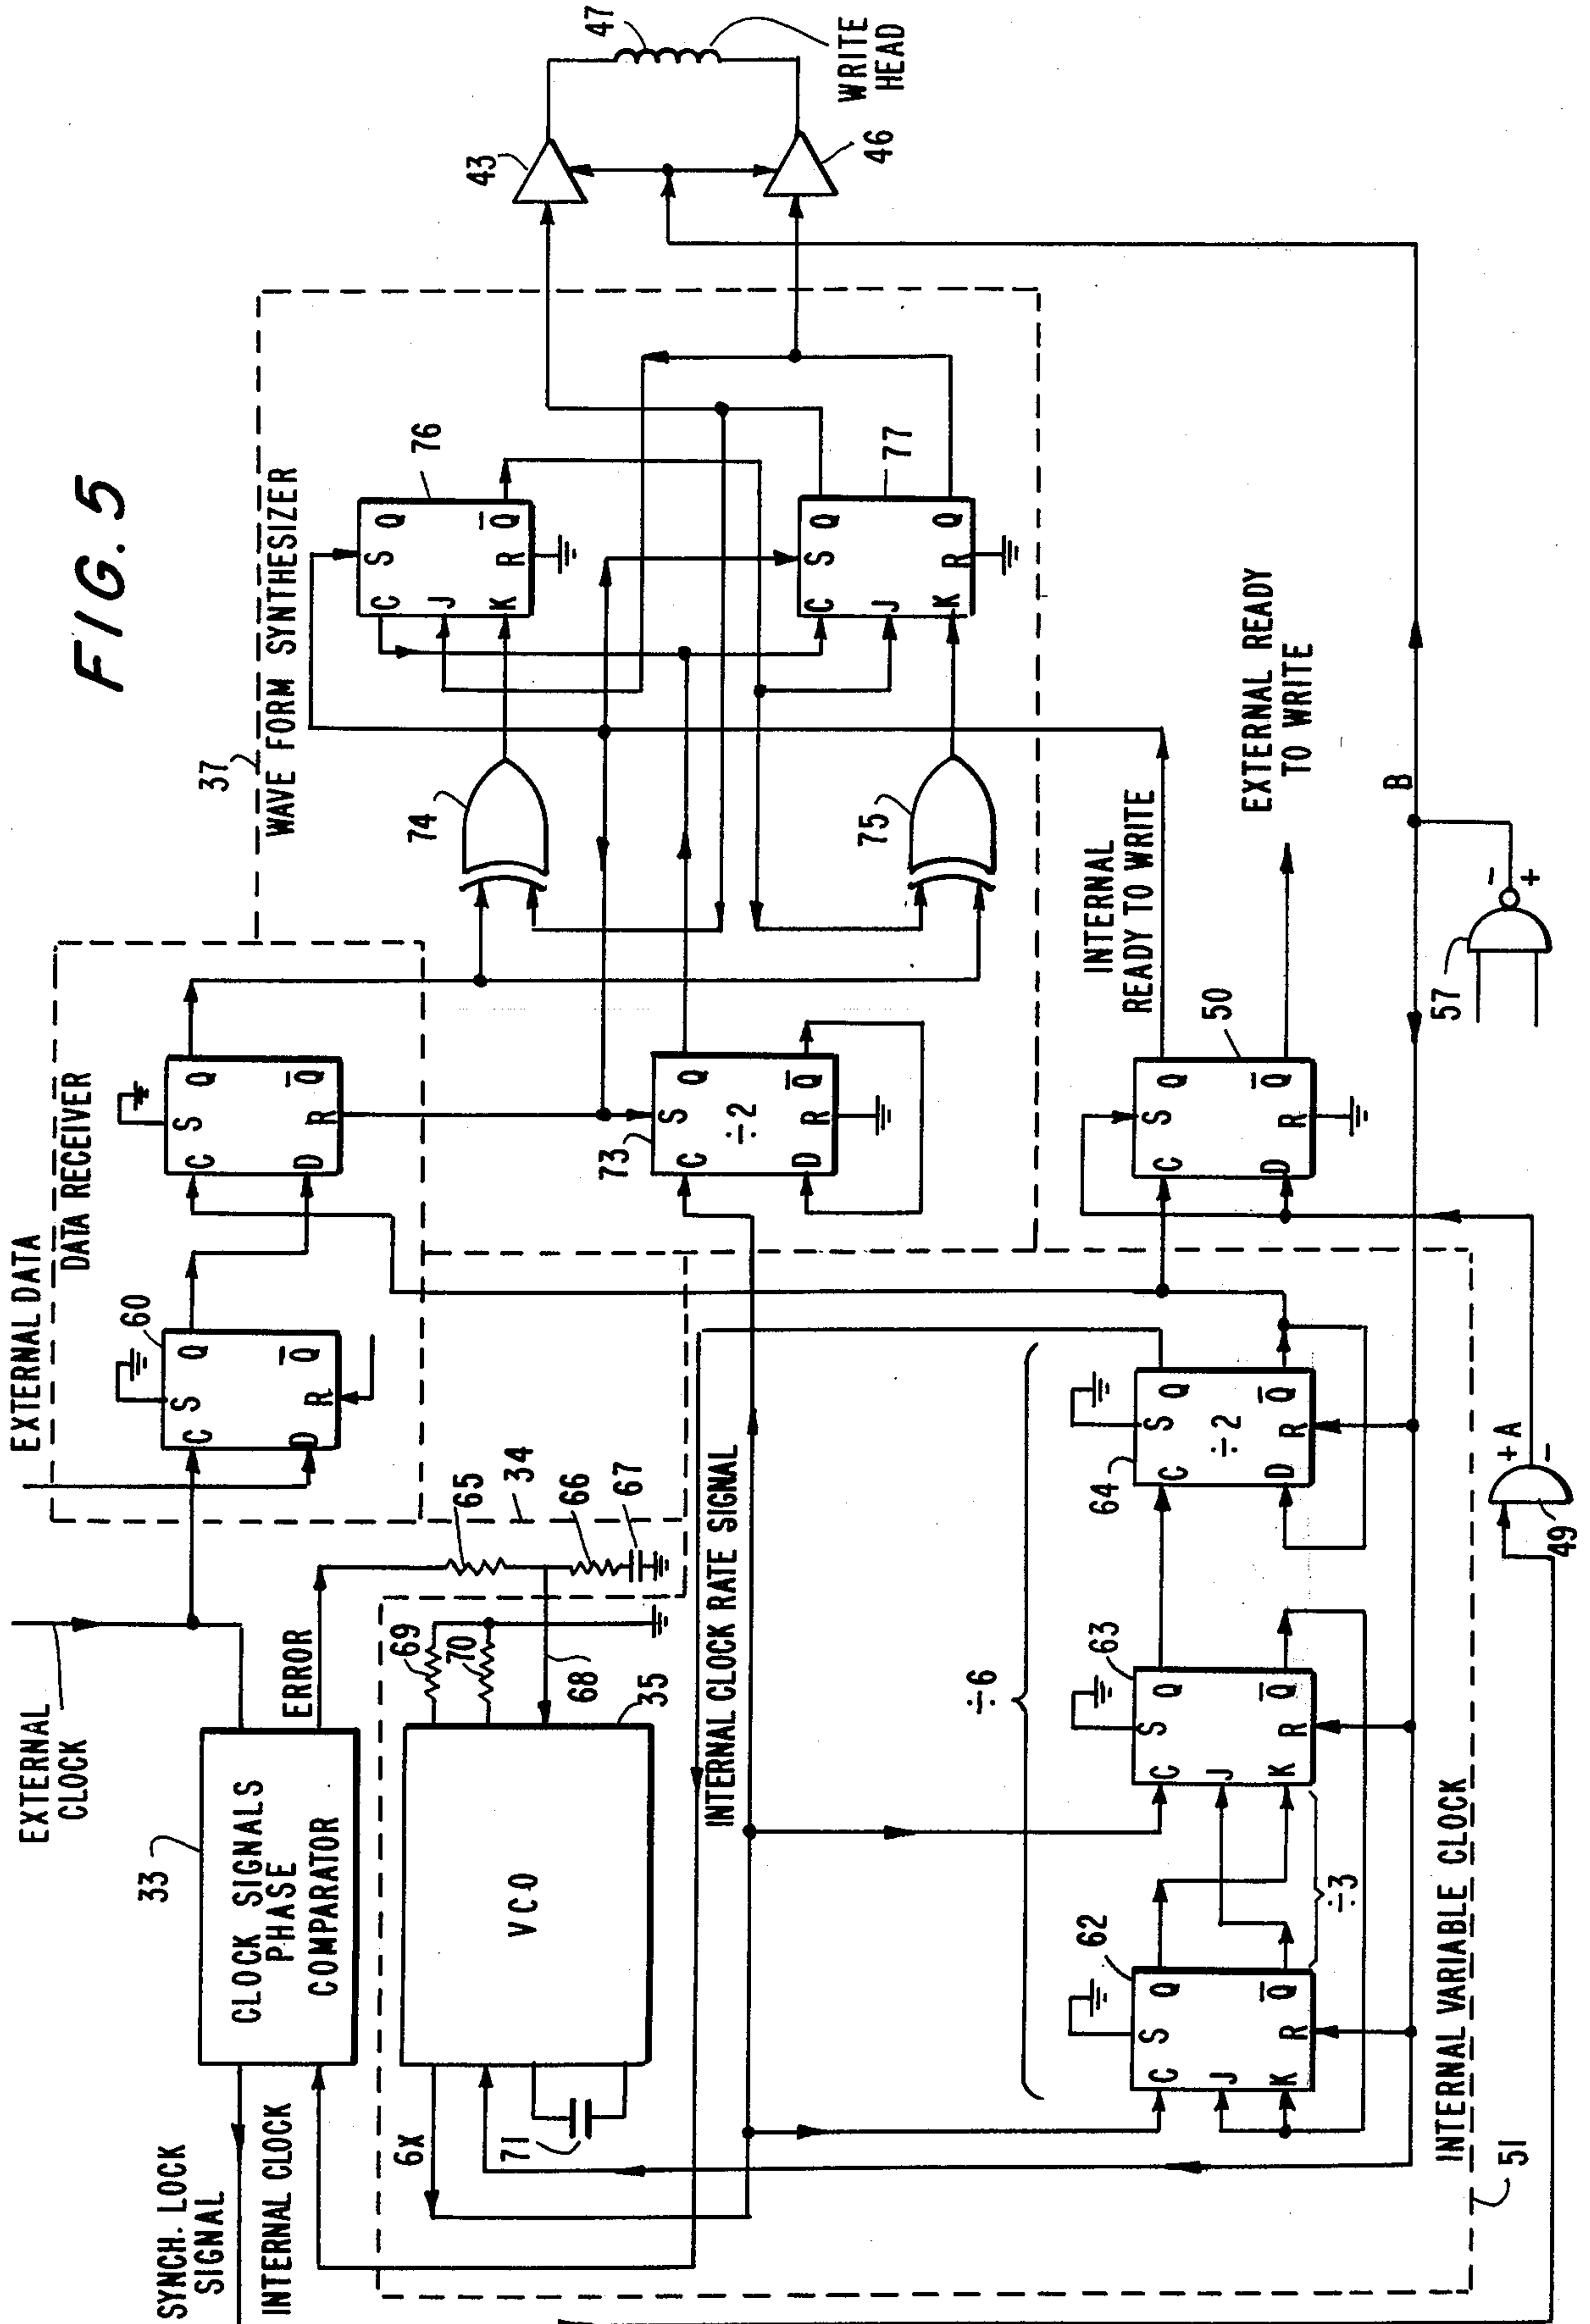 FIG. 5
EXTERNAL
CLOCK
EXTERNAL DATA
DATA RECEIVER
33
CLOCK SIGNALS
PHASE
COMPARATOR
ERROR
SYNCH. LOCK
SIGNAL
INTERNAL CLOCK
60
C
S
Q
D
R
Q̅
C
S
Q
D
R
Q̅
37
WAVE FORM SYNTHESIZER
34
65
66
67
68
69
70
35
VCO
6X
71
INTERNAL CLOCK RATE SIGNAL
73
C
S
Q
÷2
D
R
Q̅
74
75
76
C
S
Q
J
K
R
Q̅
77
C
S
Q
J
K
R
Q
43
46
47
WRITE
HEAD
÷6
62
C
S
Q
J
K
R
Q̅
÷3
63
C
S
Q
J
K
R
Q̅
64
C
S
Q
÷2
D
R
Q̅
50
C
S
Q
D
R
Q̅
INTERNAL
READY TO WRITE
EXTERNAL READY
TO WRITE
INTERNAL VARIABLE CLOCK
51
49
+A
−
57
−
+
B